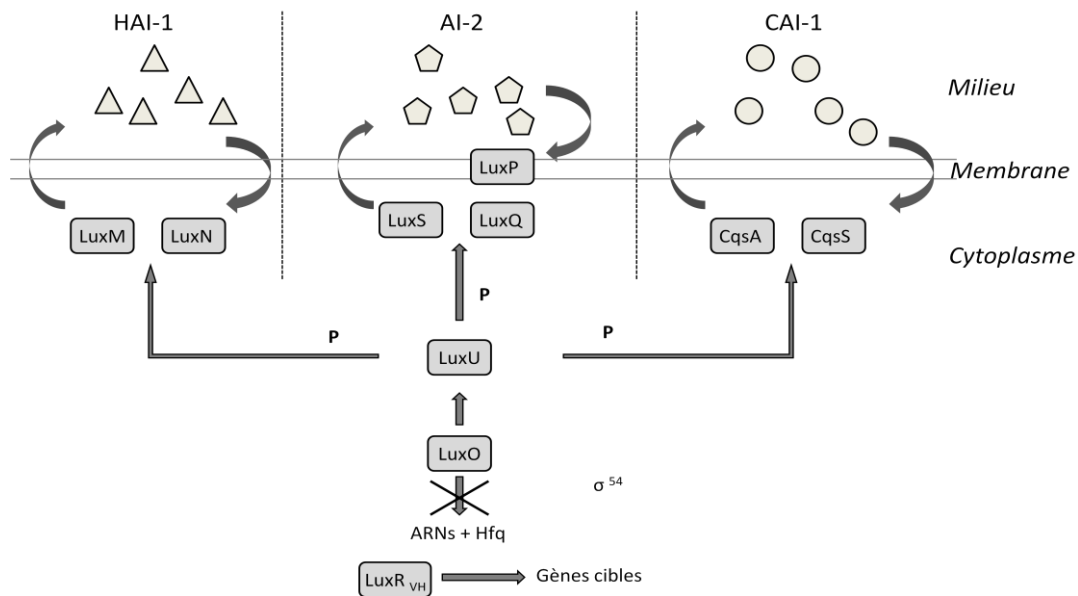 HAI-1
AI-2
CAI-1
Milieu
LuxP
Membrane
LuxM
LuxN
LuxS
LuxQ
CqsA
CqsS
Cytoplasme
P
P
P
LuxU
LuxO
σ 54
ARNs + Hfq
LuxR VH
Gènes cibles